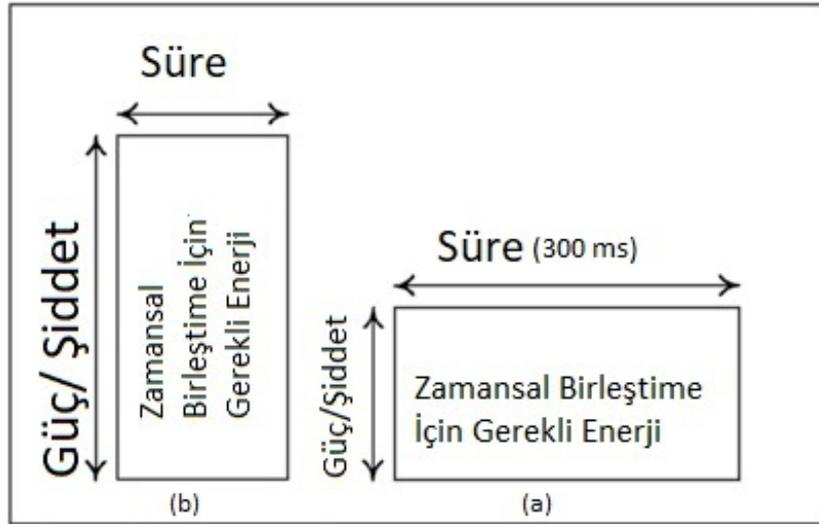 Süre
Güç/ Şiddet
Zamansal
Birleştime İçin
Gerekli Enerji
(b)
Süre (300 ms)
Güç/Şiddet
Zamansal Birleştime
İçin Gerekli Enerji
(a)